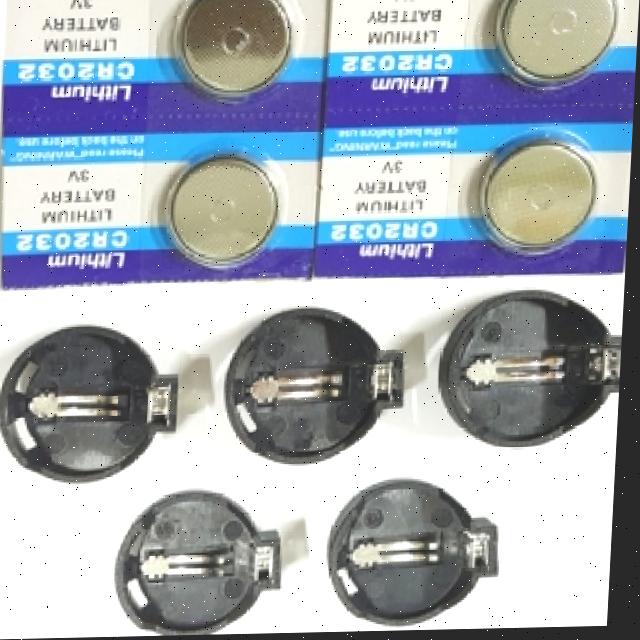 Lithium
CR2032
LITHIUM
BATTERY
3V
Please read "WARNING"
on the back before use
Lithium
CR2032
LITHIUM
BATTERY
Lithium
CR2032
LITHIUM
BATTERY
3V
Please read "WARNING"
on the back before use
Lithium
CR2032
LITHIUM
BATTERY
3V